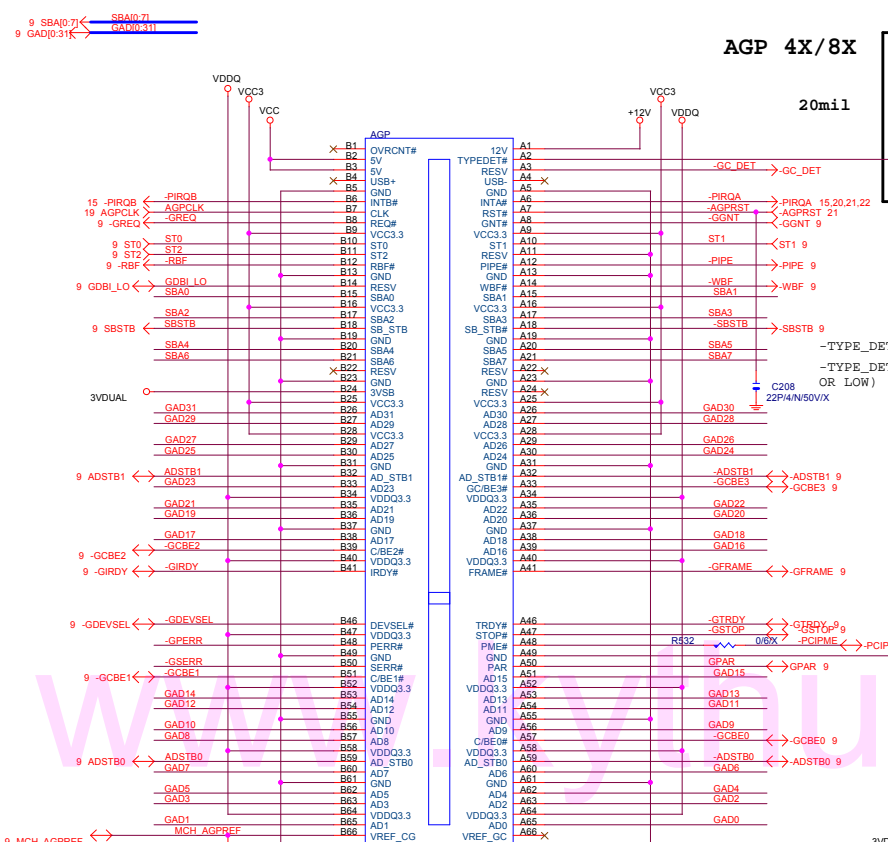 9 SBA[0:7] SBA[0:7]
9 GAD[0:31] GAD[0:31]
AGP 4X/8X
20mil
VDDQ
VCC3
VCC
VCC3
+12V VDDQ
AGP
B1 OVRCNT# 12V A1
B2 5V TYPEDET# A2
B3 5V RESV A3 -GC_DET -GC_DET
B4 USB+ USB- A4
B5 GND GND A5
15 -PIRQB -PIRQB B6 INTB# INTA# A6 -PIRQA -PIRQA 15,20,21,22
19 AGPCLK AGPCLK B7 CLK RST# A7 -AGPRST -AGPRST 21
9 -GREQ -GREQ B8 REQ# GNT# A8 -GGNT -GGNT 9
B9 VCC3.3 VCC3.3 A9
9 ST0 ST0 B10 ST0 ST1 A10 ST1 ST1 9
9 ST2 ST2 B11 ST2 RESV A11
9 -RBF -RBF B12 RBF# PIPE# A12 -PIPE -PIPE 9
B13 GND GND A13
9 GDBI_LO GDBI_LO B14 RESV WBF# A14 -WBF -WBF 9
SBA0 B15 SBA0 SBA1 A15 SBA1
B16 VCC3.3 VCC3.3 A16
SBA2 B17 SBA2 SBA3 A17 SBA3
9 SBSTB SBSTB B18 SB_STB SB_STB# A18 -SBSTB -SBSTB 9
B19 GND GND A19
SBA4 B20 SBA4 SBA5 A20 SBA5 -TYPE_DET
SBA6 B21 SBA6 SBA7 A21 SBA7
B22 RESV RESV A22 -TYPE_DET
B23 GND GND A23 OR LOW)
3VDUAL B24 3VSB RESV A24 C208
B25 VCC3.3 VCC3.3 A25 22P/4/N/50V/X
GAD31 B26 AD31 AD30 A26 GAD30
GAD29 B27 AD29 AD28 A27 GAD28
B28 VCC3.3 VCC3.3 A28
GAD27 B29 AD27 AD26 A29 GAD26
GAD25 B30 AD25 AD24 A30 GAD24
B31 GND GND A31
9 ADSTB1 ADSTB1 B32 AD_STB1 AD_STB1# A32 -ADSTB1 -ADSTB1 9
GAD23 B33 AD23 GC/BE3# A33 -GCBE3 -GCBE3 9
B34 VDDQ3.3 VDDQ3.3 A34
GAD21 B35 AD21 AD22 A35 GAD22
GAD19 B36 AD19 AD20 A36 GAD20
B37 GND GND A37
GAD17 B38 AD17 AD18 A38 GAD18
9 -GCBE2 -GCBE2 B39 C/BE2# AD16 A39 GAD16
B40 VDDQ3.3 VDDQ3.3 A40
9 -GIRDY -GIRDY B41 IRDY# FRAME# A41 -GFRAME -GFRAME 9
9 -GDEVSEL -GDEVSEL B46 DEVSEL# TRDY# A46 -GTRDY -GTRDY 9
B47 VDDQ3.3 STOP# A47 -GSTOP -GSTOP 9
-GPERR B48 PERR# PME# A48 R532 0/6/X -PCIPME -PCIP
B49 GND GND A49
-GSERR B50 SERR# PAR A50 GPAR GPAR 9
9 -GCBE1 -GCBE1 B51 C/BE1# AD15 A51 GAD15
B52 VDDQ3.3 VDDQ3.3 A52
GAD14 B53 AD14 AD13 A53 GAD13
GAD12 B54 AD12 AD11 A54 GAD11
B55 GND GND A55
GAD10 B56 AD10 AD9 A56 GAD9
GAD8 B57 AD8 C/BE0# A57 -GCBE0 -GCBE0 9
B58 VDDQ3.3 VDDQ3.3 A58
9 ADSTB0 ADSTB0 B59 AD_STB0 AD_STB0 A59 -ADSTB0 -ADSTB0 9
GAD7 B60 AD7 AD6 A60 GAD6
B61 GND GND A61
GAD5 B62 AD5 AD4 A62 GAD4
GAD3 B63 AD3 AD2 A63 GAD2
B64 VDDQ3.3 VDDQ3.3 A64
GAD1 B65 AD1 AD0 A65 GAD0
9 MCH_AGPREF MCH_AGPREF B66 VREF_CG VREF_GC A66
www.kythu